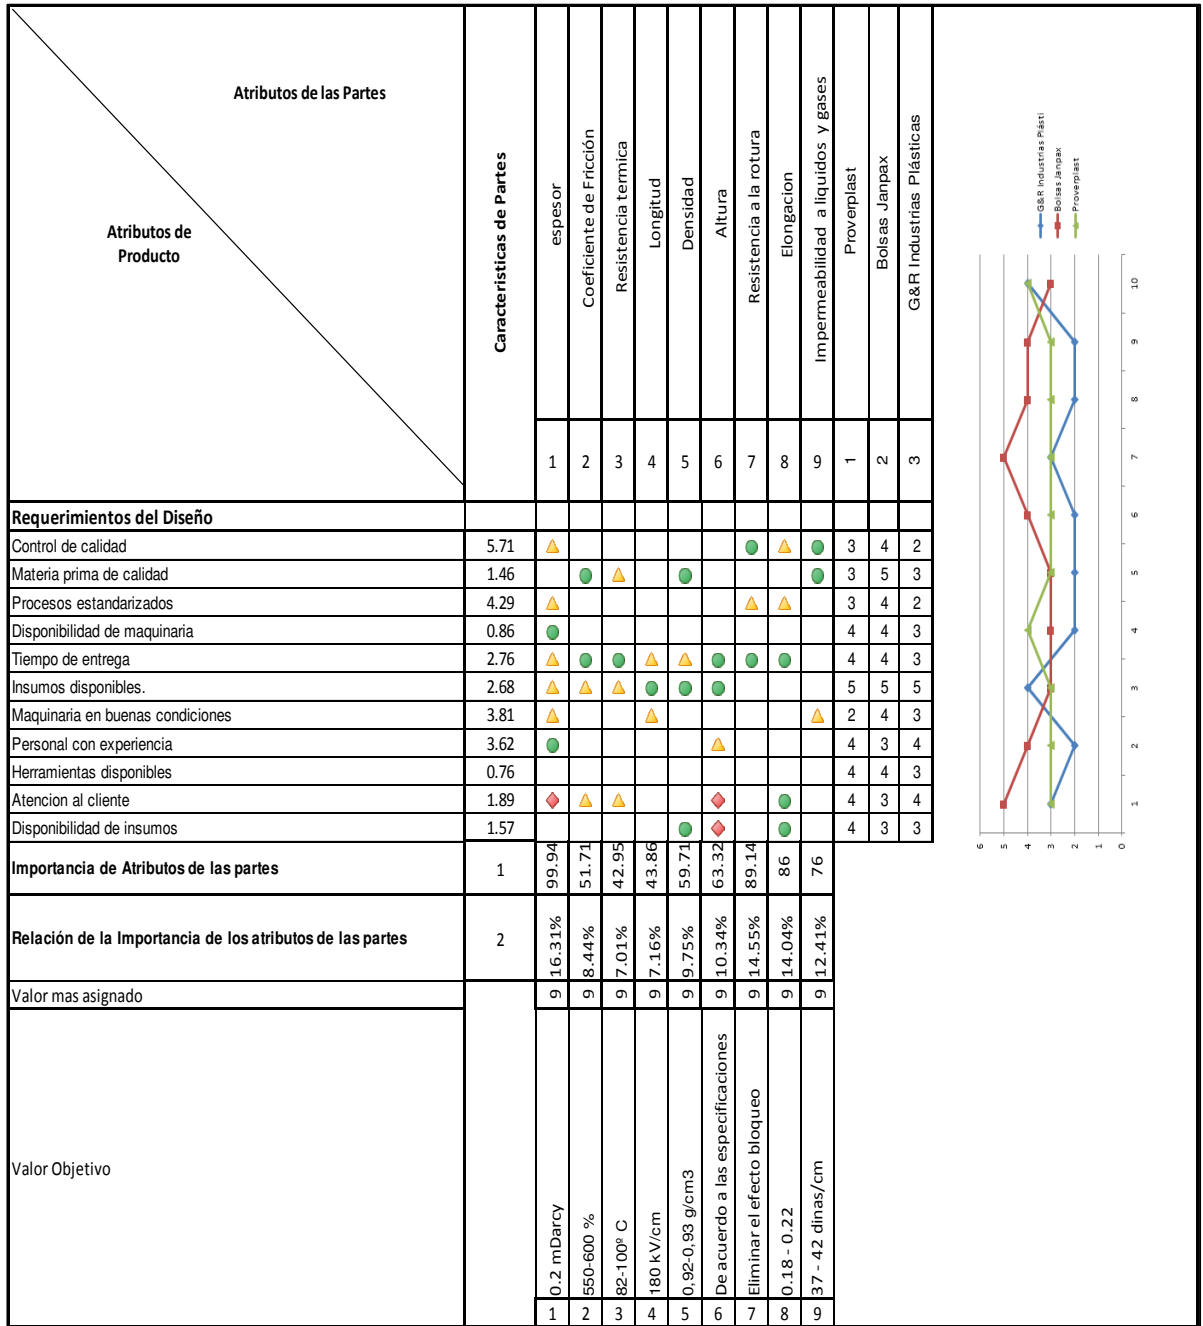 Atributos de las Partes
Atributos de
Producto
Caracteristicas de Partes
espesor
Coeficiente de Fricción
Resistencia termica
Longitud
Densidad
Altura
Resistencia a la rotura
Elongacion
Impermeabilidad a liquidos y gases
Proverplast
Bolsas Janpax
G&R Industrias Plásticas
1 2 3 4 5 6 7 8 9 1 2 3
Requerimientos del Diseño
Control de calidad 5.71 3 4 2
Materia prima de calidad 1.46 3 5 3
Procesos estandarizados 4.29 3 4 2
Disponibilidad de maquinaria 0.86 4 4 3
Tiempo de entrega 2.76 4 4 3
Insumos disponibles. 2.68 5 5 5
Maquinaria en buenas condiciones 3.81 2 4 3
Personal con experiencia 3.62 4 3 4
Herramientas disponibles 0.76 4 4 3
Atencion al cliente 1.89 4 3 4
Disponibilidad de insumos 1.57 4 3 3
Importancia de Atributos de las partes 1 99.94 51.71 42.95 43.86 59.71 63.32 89.14 86 76
Relación de la Importancia de los atributos de las partes 2 16.31% 8.44% 7.01% 7.16% 9.75% 10.34% 14.55% 14.04% 12.41%
Valor mas asignado 9 9 9 9 9 9 9 9 9
Valor Objetivo
0.2 mDarcy
550-600 %
82-100º C
180 kV/cm
0,92-0,93 g/cm3
De acuerdo a las especificaciones
Eliminar el efecto bloqueo
0.18 - 0.22
37 - 42 dinas/cm
1 2 3 4 5 6 7 8 9
G&R Industrias Plásti
Bolsas Janpax
Proverplast
6 5 4 3 2 1 0
1 2 3 4 5 6 7 8 9 10